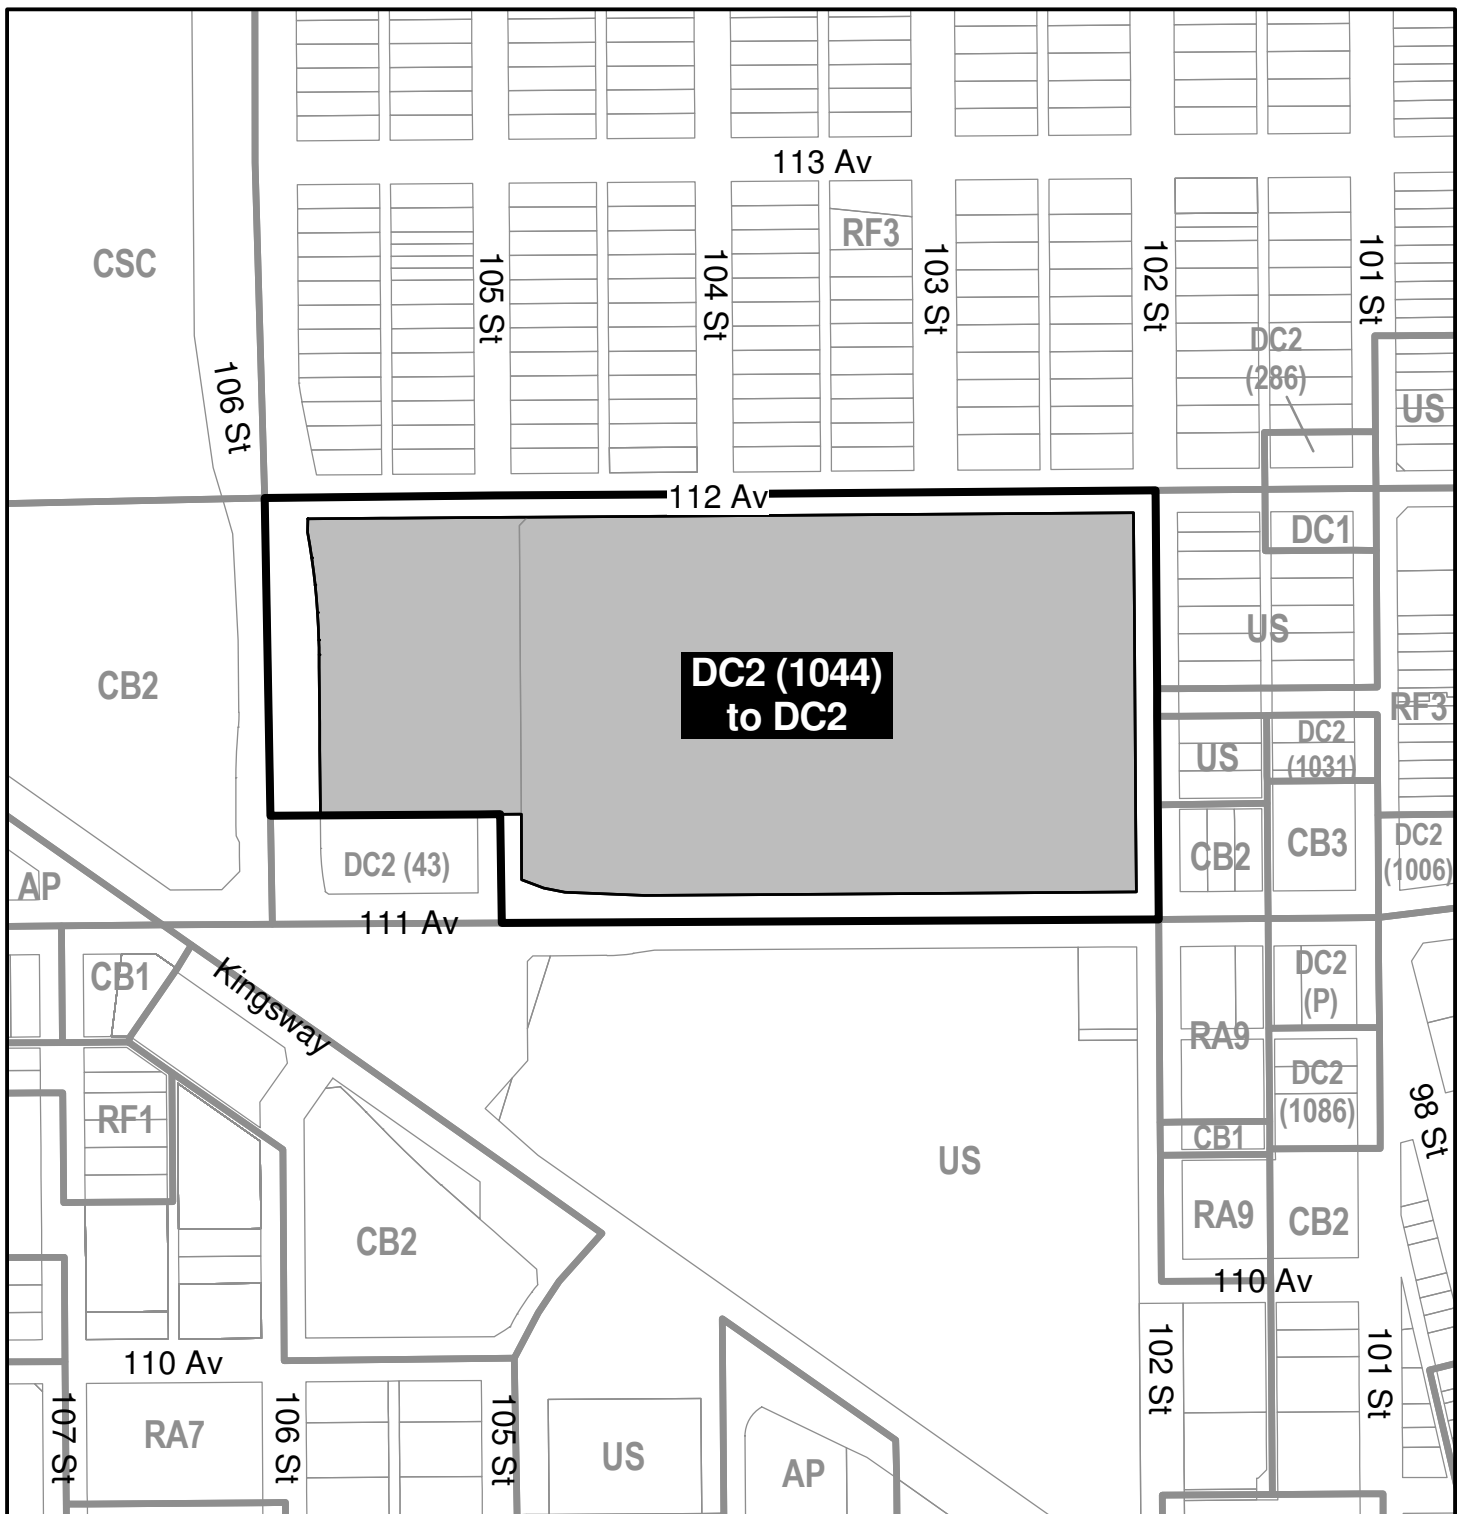 113 Av
RF3
CSC
105 St
104 St
103 St
102 St
101 St
DC2
(286)
106 St
US
112 Av
DC1
US
CB2
DC2 (1044)
to DC2
RF3
US
DC2
(1031)
CB2
CB3
DC2
(1006)
DC2 (43)
AP
111 Av
CB1
Kingsway
DC2
(P)
RA9
DC2
(1086)
98 St
RF1
CB1
US
RA9
CB2
CB2
110 Av
110 Av
102 St
101 St
107 St
RA7
106 St
105 St
US
AP